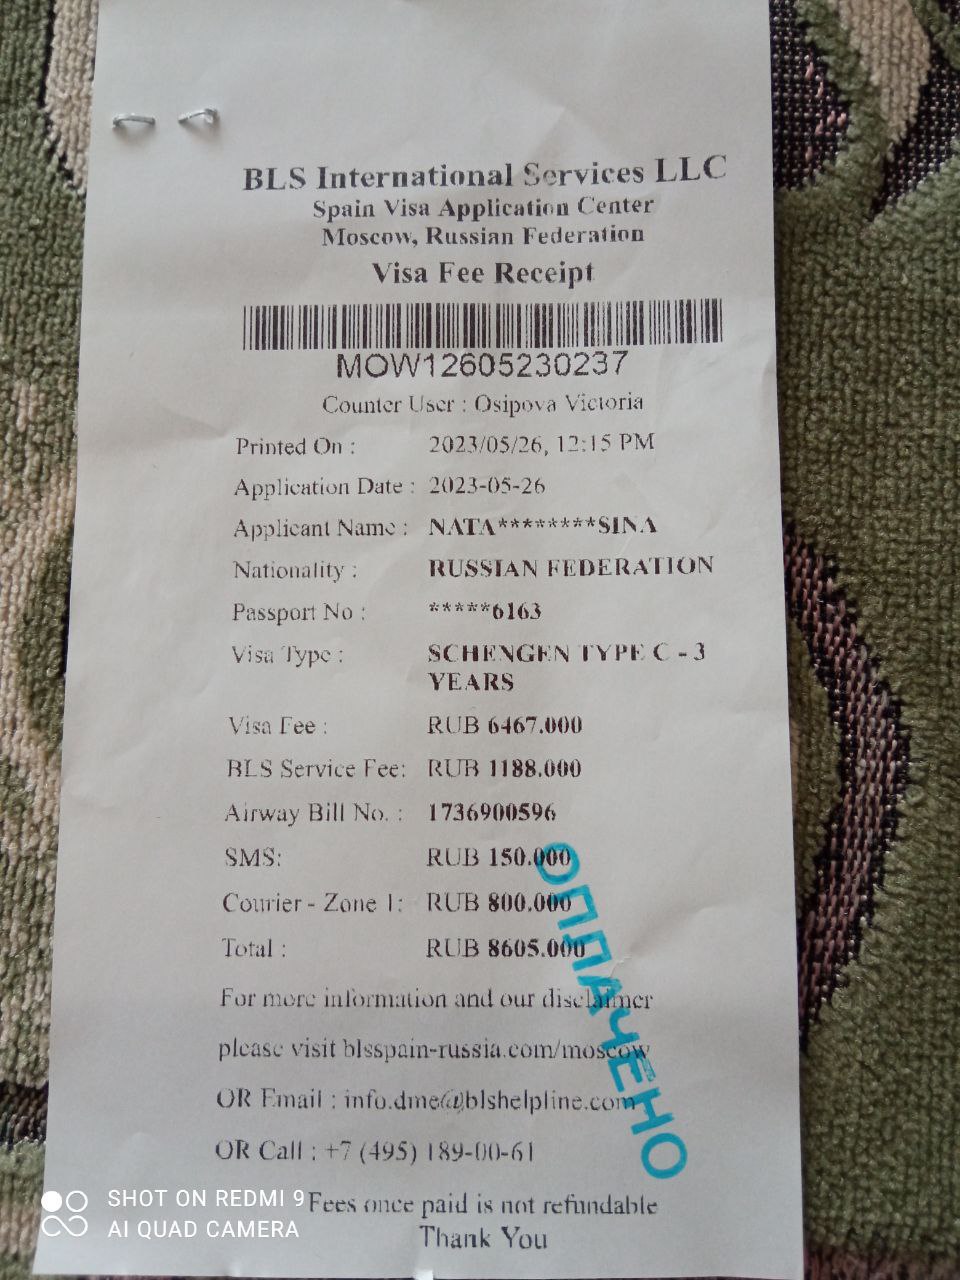 BLS International Services LLC
Spain Visa Application Center
Moscow, Russian Federation
Visa Fee Receipt
MOW12605230237
Counter User : Osipova Victoria
Printed On : 2023/05/26, 12:15 PM
Application Date : 2023-05-26
Applicant Name : NATA********SINA
Nationality : RUSSIAN FEDERATION
Passport No : *****6163
Visa Type : SCHENGEN TYPE C - 3
YEARS
Visa Fee : RUB 6467.000
BLS Service Fee: RUB 1188.000
Airway Bill No. : 1736900596
SMS: RUB 150.000
Courier - Zone 1: RUB 800.000
Total : RUB 8605.000
ОПЛАЧЕНО
For more information and our disclaimer
please visit blsspain-russia.com/moscow
OR Email : info.dme@blshelpline.com
OR Call : +7 (495) 189-00-61
Fees once paid is not refundable
Thank You
SHOT ON REDMI 9
AI QUAD CAMERA